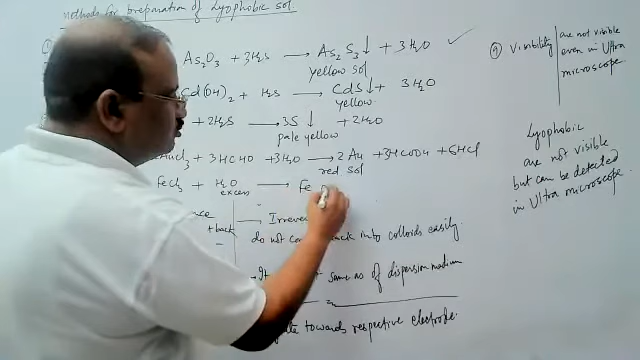 methods for preparation of Lyophobic sol
As₂O₃ + 3H₂S ⟶ As₂S₃↓ + 3H₂O ✓
yellow sol
Cd(OH)₂ + H₂S ⟶ CdS↓ + 3H₂O
yellow
+ 2H₂S ⟶ 3S↓ + 2H₂O
pale yellow
AuCl₃ + 3HCHO + 3H₂O ⟶ 2Au + 3HCOOH + 6HCl
red sol
FeCl₃ + H₂O ⟶ Fe
excess
do not
into colloids easily.
same as of dispersion medium
towards respective electrode.
Visibility
are not visible
even in Ultra
microscope.
Lyophobic
are not visible
but can be detected
in Ultra microscope.